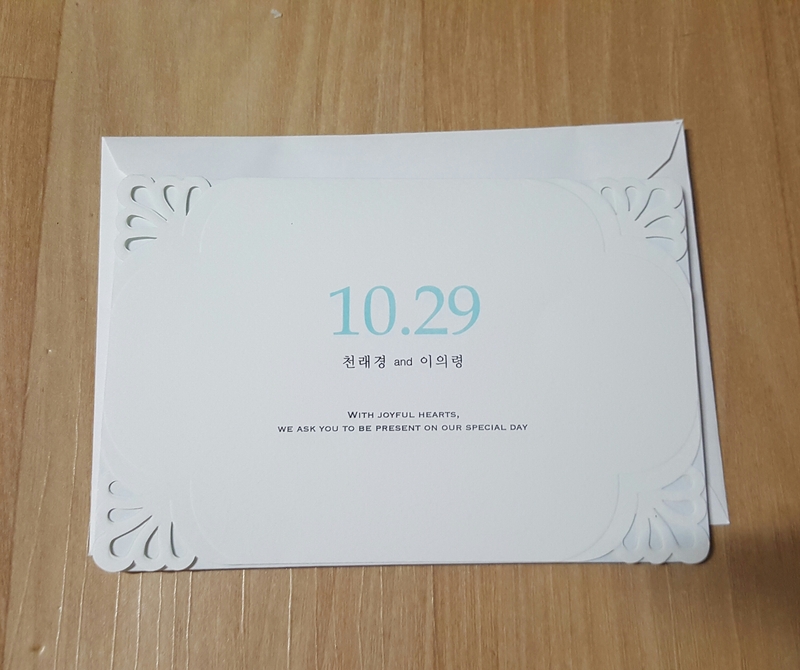 10.29
천래경 and 이의령
WITH JOYFUL HEARTS,
WE ASK YOU TO BE PRESENT ON OUR SPECIAL DAY